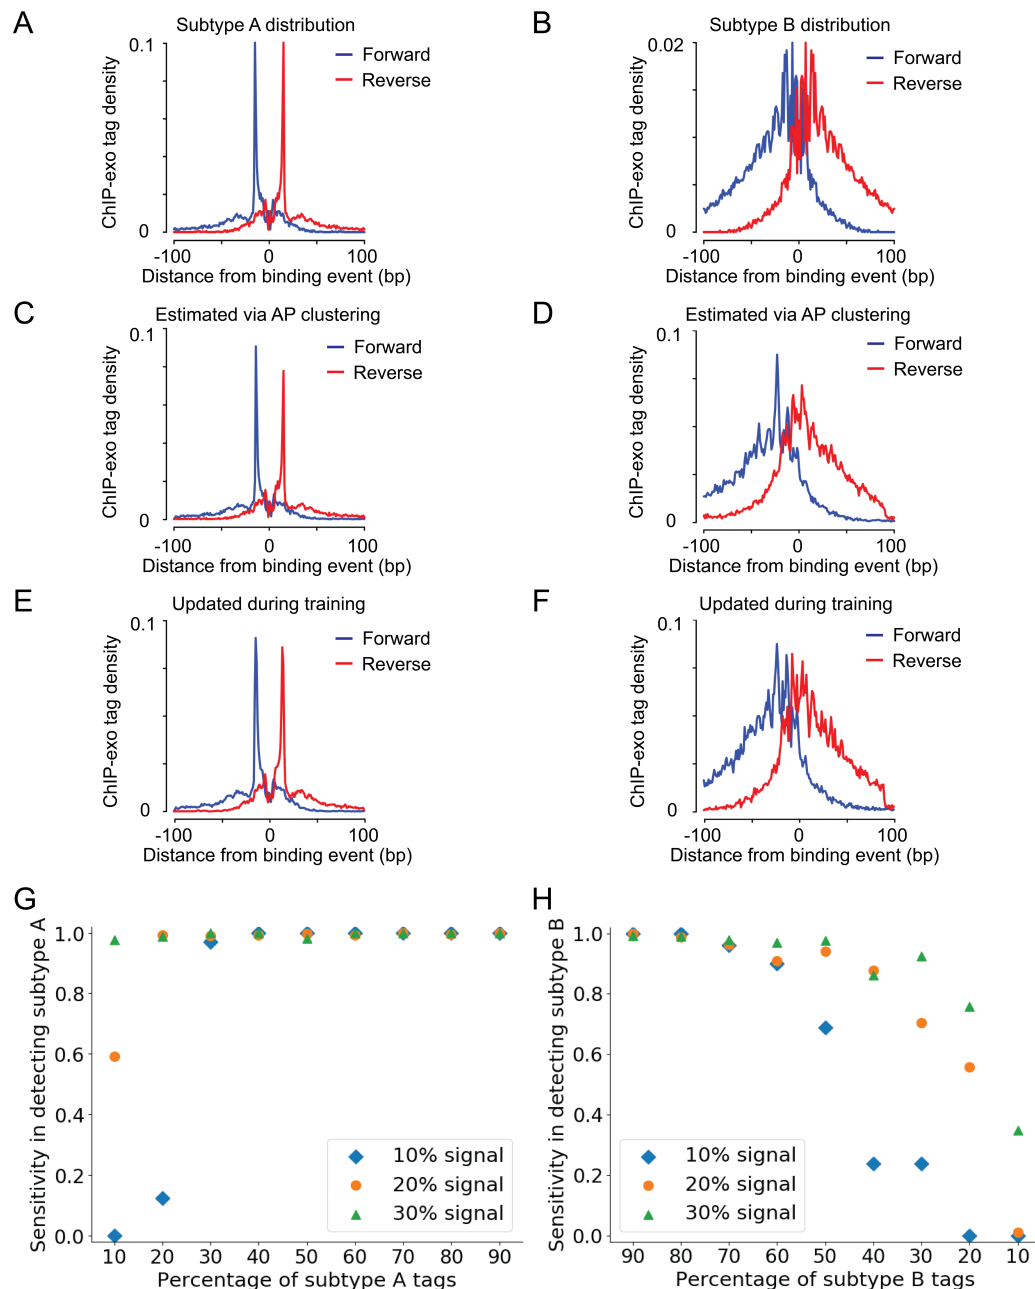 A
Subtype A distribution
0.1
Forward
Reverse
ChIP-exo tag density
0
-100
0
100
Distance from binding event (bp)
B
Subtype B distribution
0.02
Forward
Reverse
ChIP-exo tag density
0
-100
0
100
Distance from binding event (bp)
C
Estimated via AP clustering
0.1
Forward
Reverse
ChIP-exo tag density
0
-100
0
100
Distance from binding event (bp)
D
Estimated via AP clustering
0.1
Forward
Reverse
ChIP-exo tag density
0
-100
0
100
Distance from binding event (bp)
E
Updated during training
0.1
Forward
Reverse
ChIP-exo tag density
0
-100
0
100
Distance from binding event (bp)
F
Updated during training
0.1
Forward
Reverse
ChIP-exo tag density
0
-100
0
100
Distance from binding event (bp)
G
Sensitivity in detecting subtype A
1.0
0.8
0.6
0.4
0.2
0.0
10% signal
20% signal
30% signal
10 20 30 40 50 60 70 80 90
Percentage of subtype A tags
H
Sensitivity in detecting subtype B
1.0
0.8
0.6
0.4
0.2
0.0
10% signal
20% signal
30% signal
90 80 70 60 50 40 30 20 10
Percentage of subtype B tags